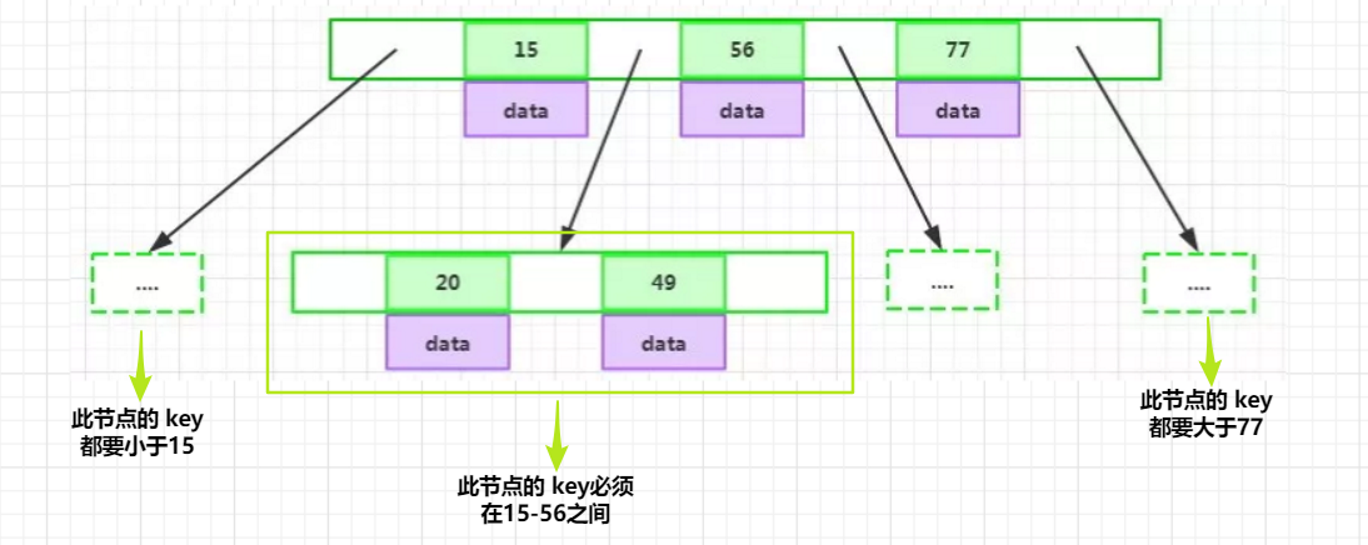 15
56
77
data
data
data
....
20
49
....
....
data
data
此节点的 key
都要小于15
此节点的 key必须
在15-56之间
此节点的 key
都要大于77